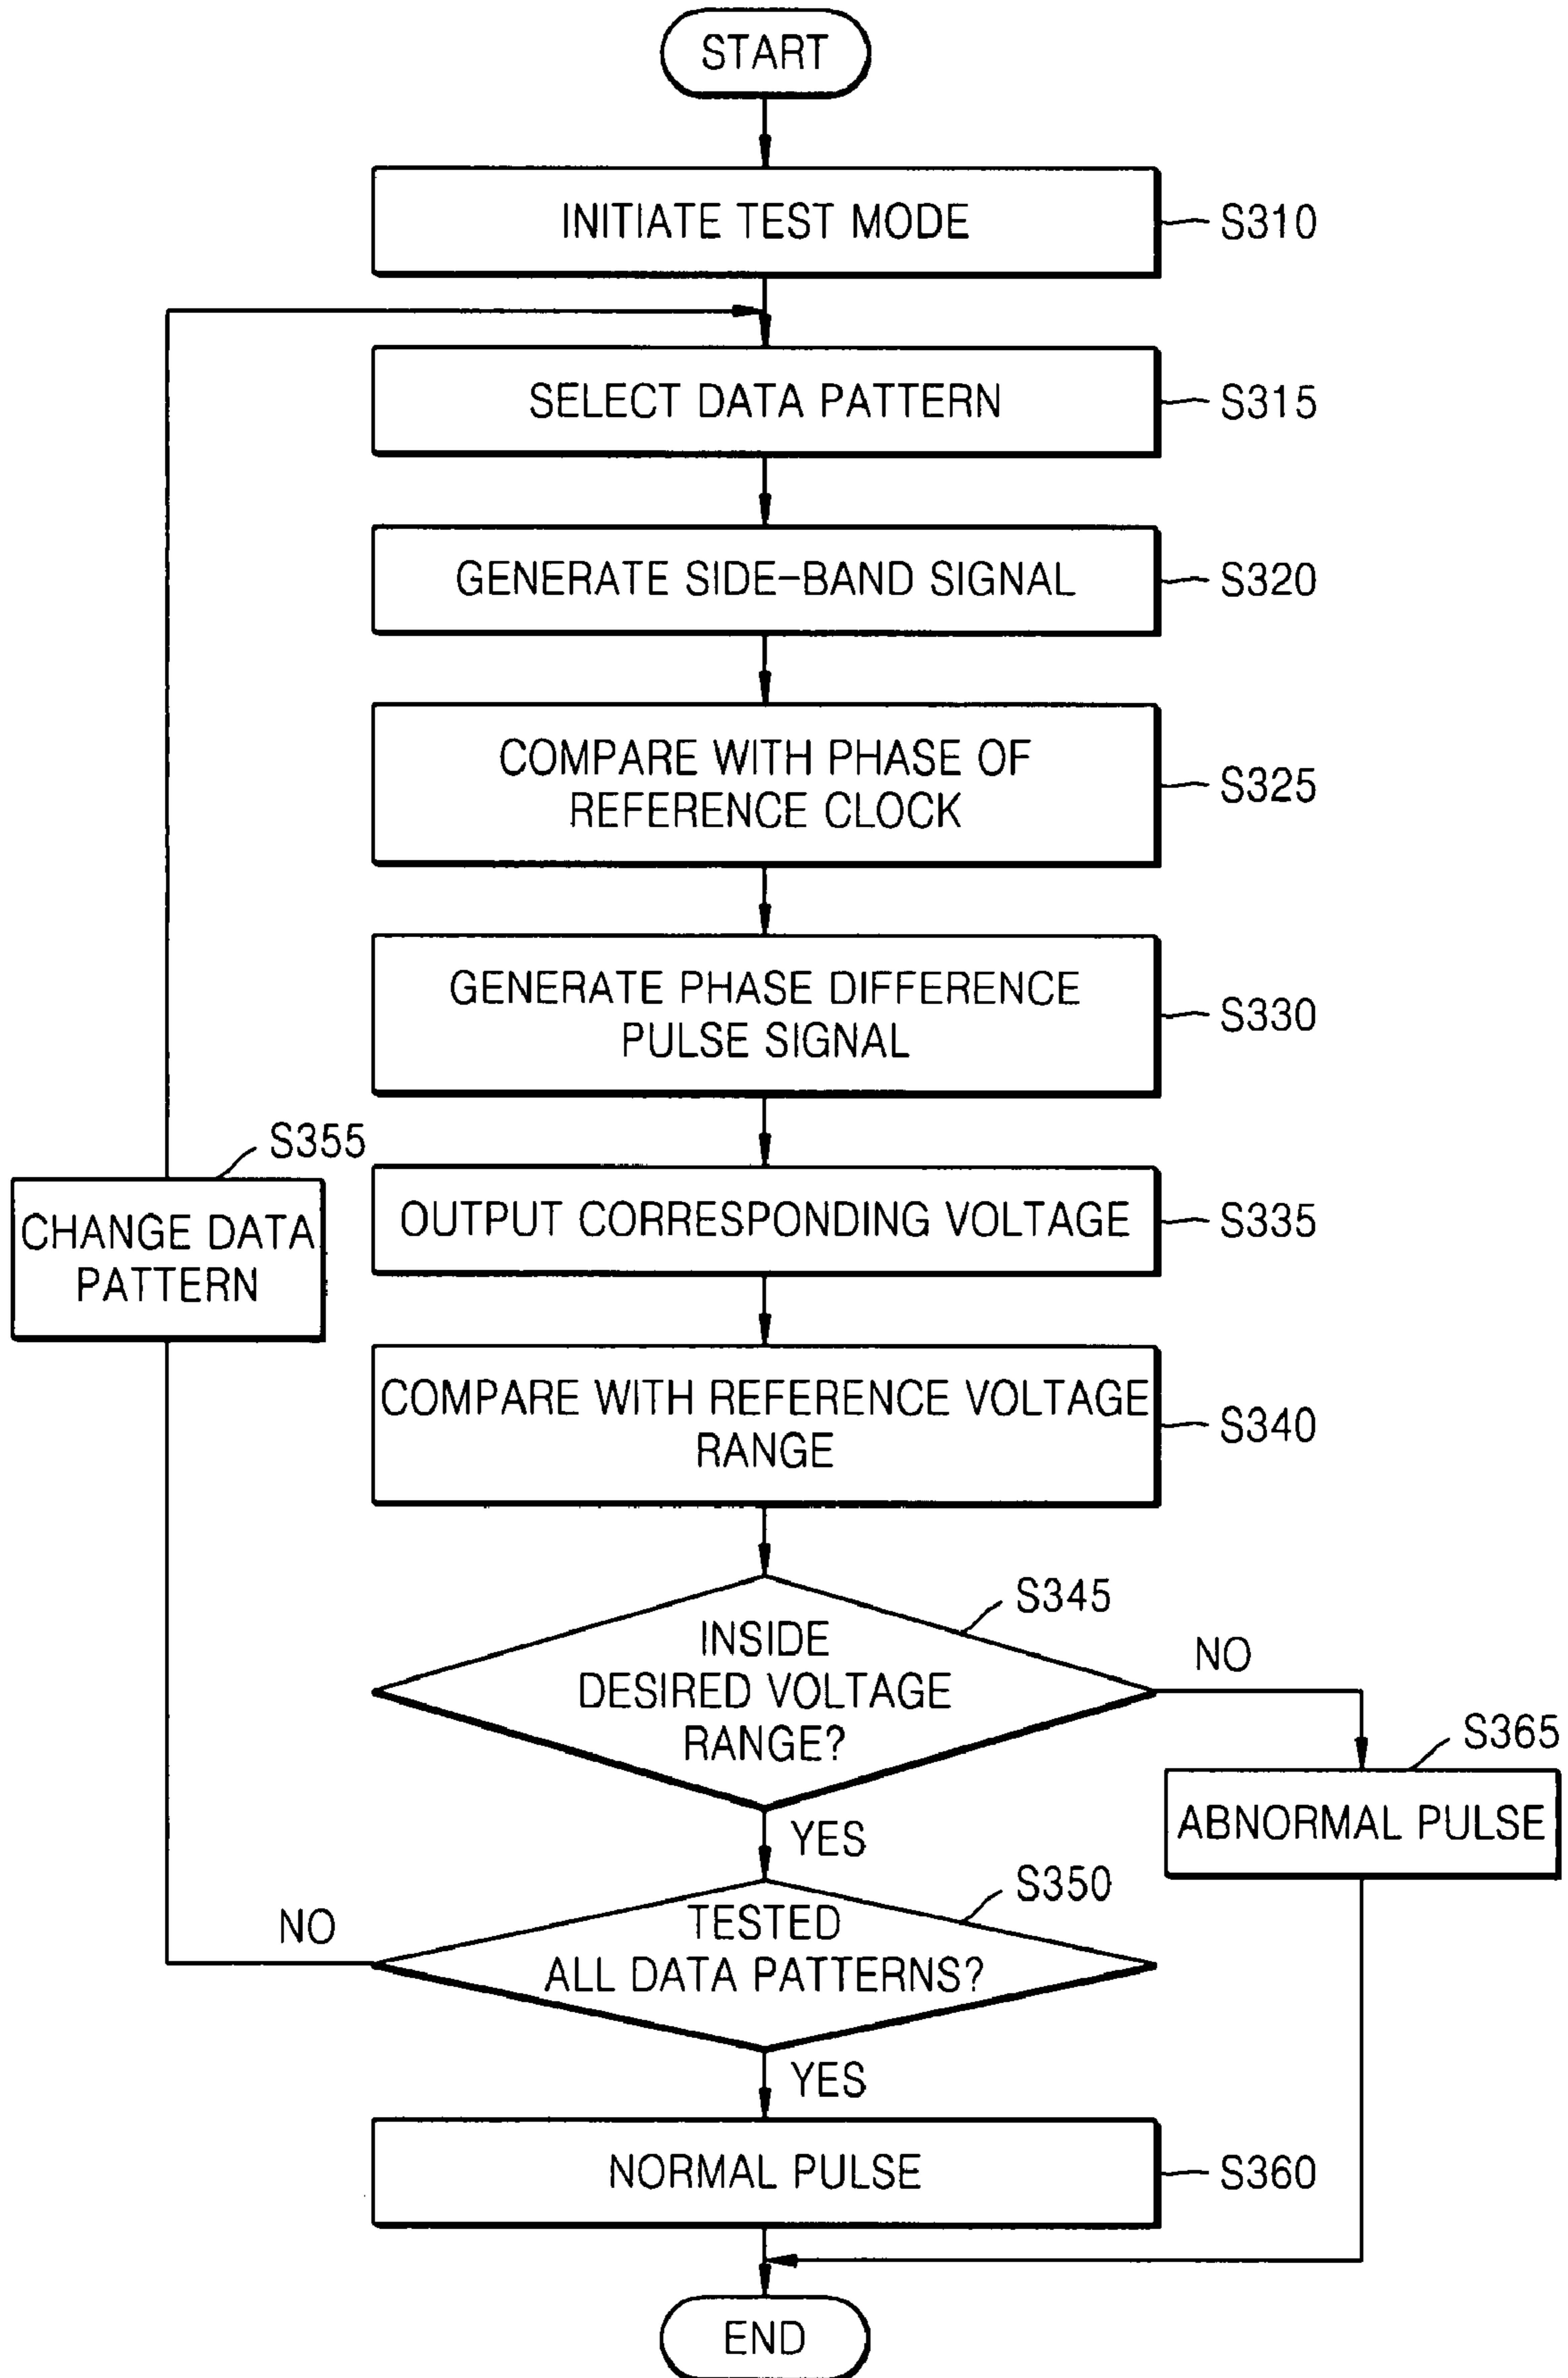 START
INITIATE TEST MODE
S310
SELECT DATA PATTERN
S315
GENERATE SIDE-BAND SIGNAL
S320
COMPARE WITH PHASE OF
REFERENCE CLOCK
S325
GENERATE PHASE DIFFERENCE
PULSE SIGNAL
S330
S355
CHANGE DATA
PATTERN
OUTPUT CORRESPONDING VOLTAGE
S335
COMPARE WITH REFERENCE VOLTAGE
RANGE
S340
S345
INSIDE
DESIRED VOLTAGE
RANGE?
NO
S365
ABNORMAL PULSE
YES
S350
TESTED
ALL DATA PATTERNS?
NO
YES
NORMAL PULSE
S360
END